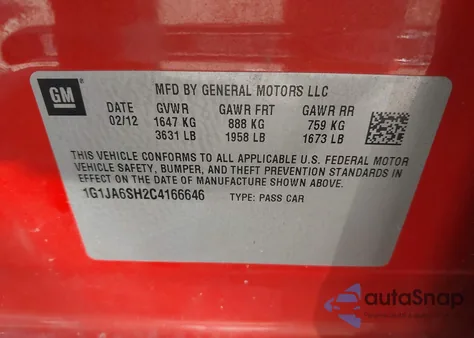 GM
MFD BY GENERAL MOTORS LLC
DATE GVWR GAWR FRT GAWR RR
02/12 1647 KG 888 KG 759 KG
3631 LB 1958 LB 1673 LB
THIS VEHICLE CONFORMS TO ALL APPLICABLE U.S. FEDERAL MOTOR
VEHICLE SAFETY, BUMPER, AND THEFT PREVENTION STANDARDS IN
EFFECT ON THE DATE OF MANUFACTURE SHOWN ABOVE.
1G1JA6SH2C4166646 TYPE: PASS CAR
autoSnap